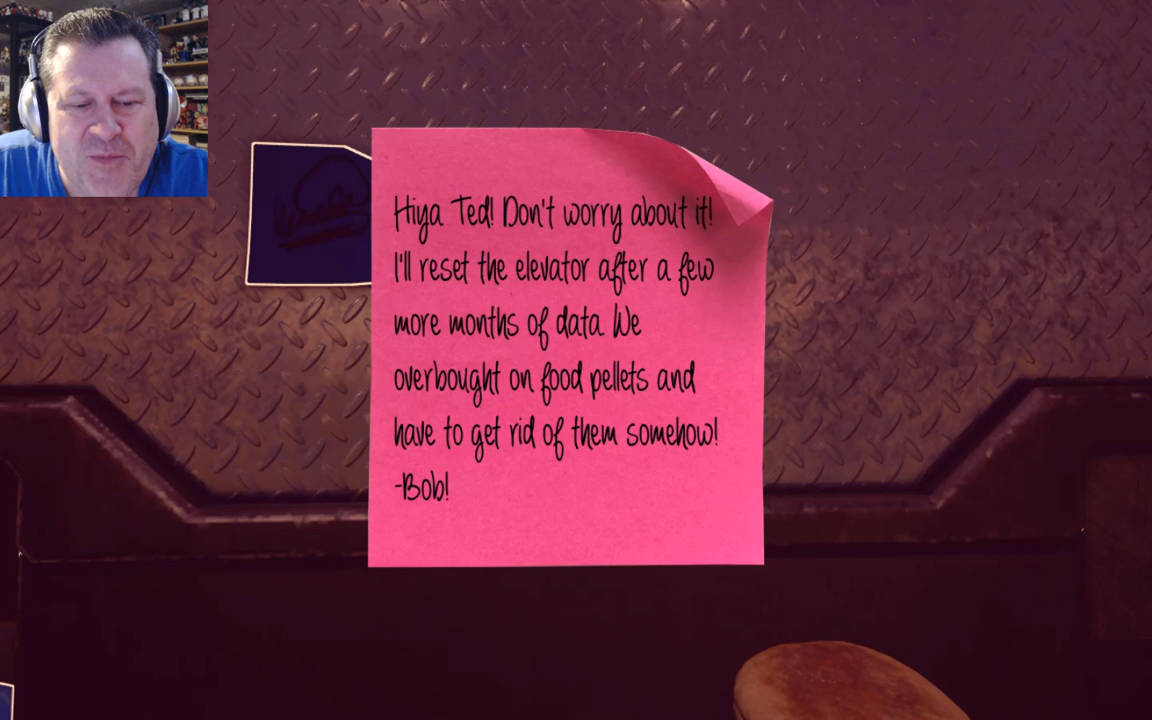 Hiya Ted! Don't worry about it!
I'll reset the elevator after a few
more months of data. We
overbought on food pellets and
have to get rid of them somehow!
-Bob!